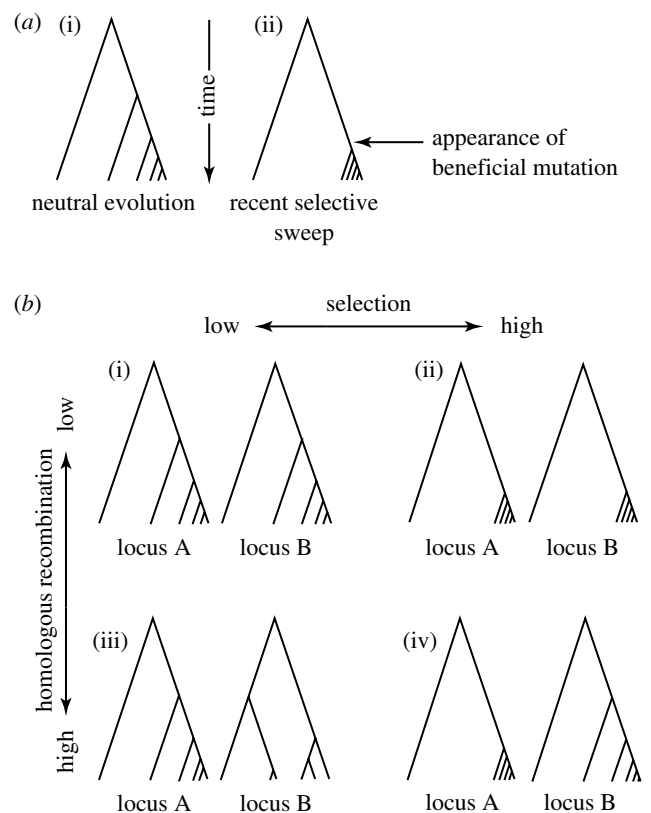 (a) (i) (ii)
time
appearance of
beneficial mutation
neutral evolution recent selective
sweep
(b)
selection
low high
(i) (ii)
low
homologous recombination
high
locus A locus B locus A locus B
(iii) (iv)
locus A locus B locus A locus B